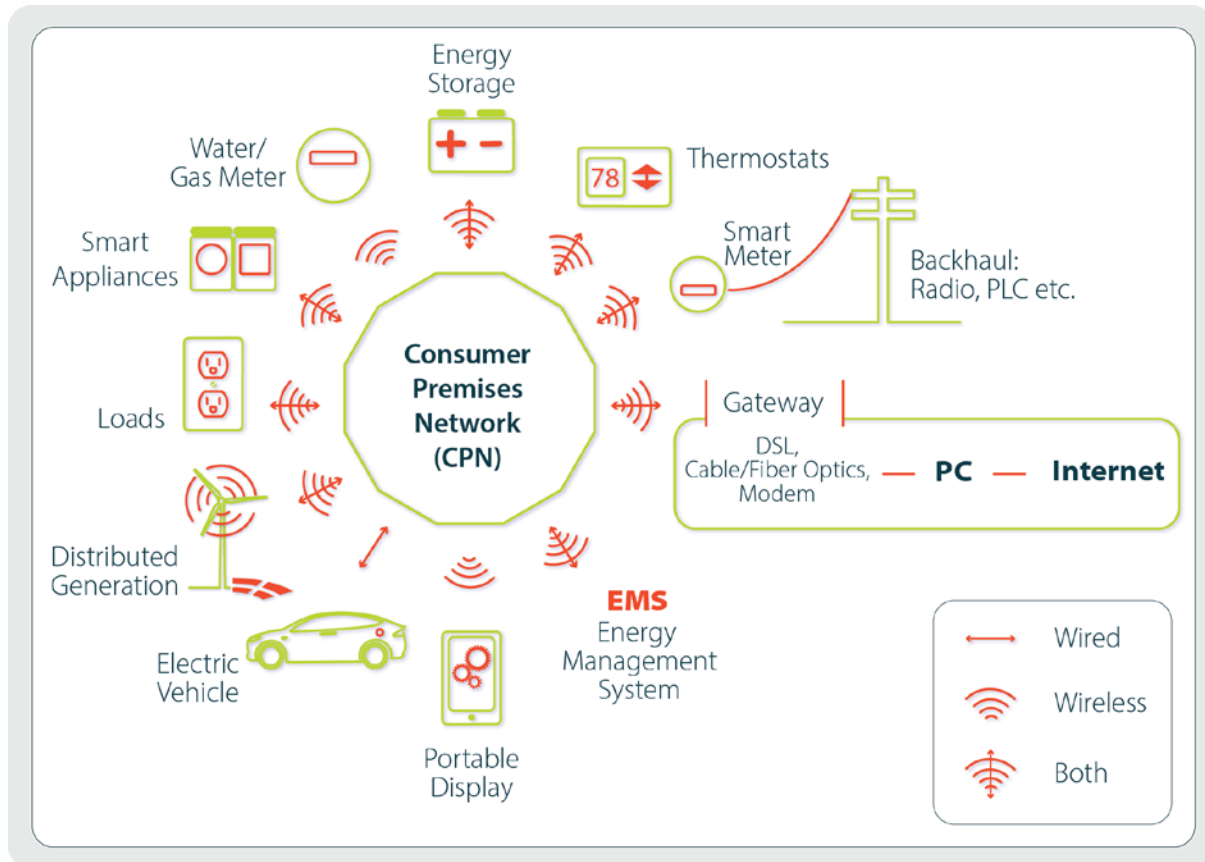 Energy
Storage
Water/
Gas Meter
78
Thermostats
Smart
Appliances
Smart
Meter
Backhaul:
Radio, PLC etc.
Consumer
Premises
Network
(CPN)
Loads
Gateway
DSL,
Cable/Fiber Optics,
Modem
PC
Internet
Distributed
Generation
Electric
Vehicle
Portable
Display
EMS
Energy
Management
System
Wired
Wireless
Both